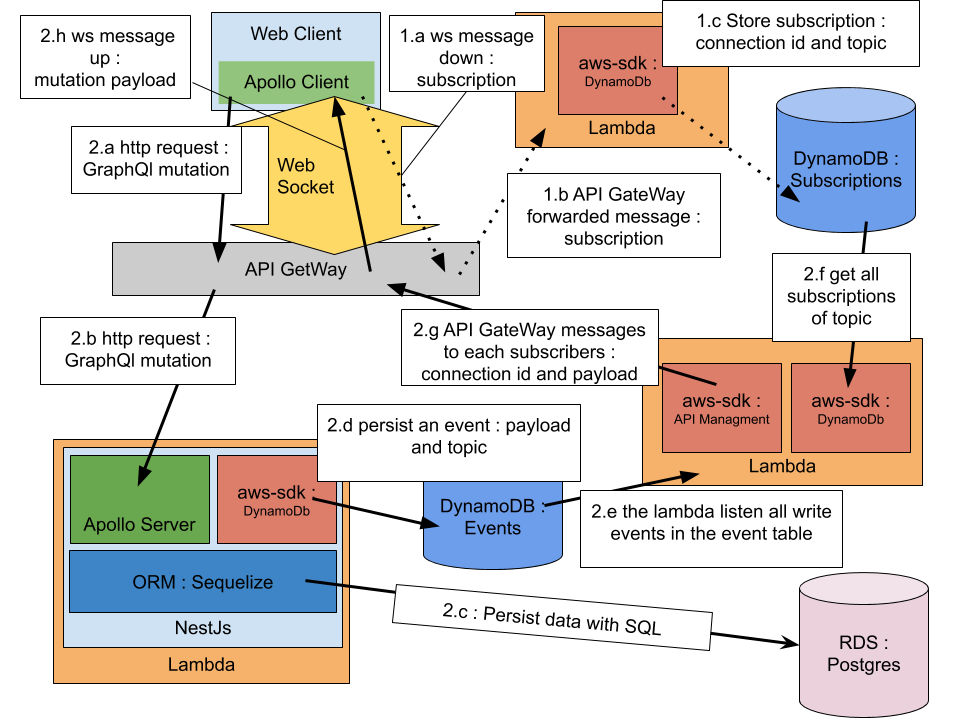 2.h ws message
up :
mutation payload
Web Client
Apollo Client
1.a ws message
down :
subscription
aws-sdk :
DynamoDb
Lambda
1.c Store subscription :
connection id and topic
2.a http request :
GraphQl mutation
Web
Socket
DynamoDB :
Subscriptions
1.b API GateWay
forwarded message :
subscription
API GetWay
2.f get all
subscriptions
of topic
2.b http request :
GraphQl mutation
2.g API GateWay messages
to each subscribers :
connection id and payload
aws-sdk :
API Managment
aws-sdk :
DynamoDb
Lambda
2.d persist an event : payload
and topic
Apollo Server
aws-sdk :
DynamoDb
DynamoDB :
Events
2.e the lambda listen all write
events in the event table
ORM : Sequelize
NestJs
Lambda
2.c : Persist data with SQL
RDS :
Postgres